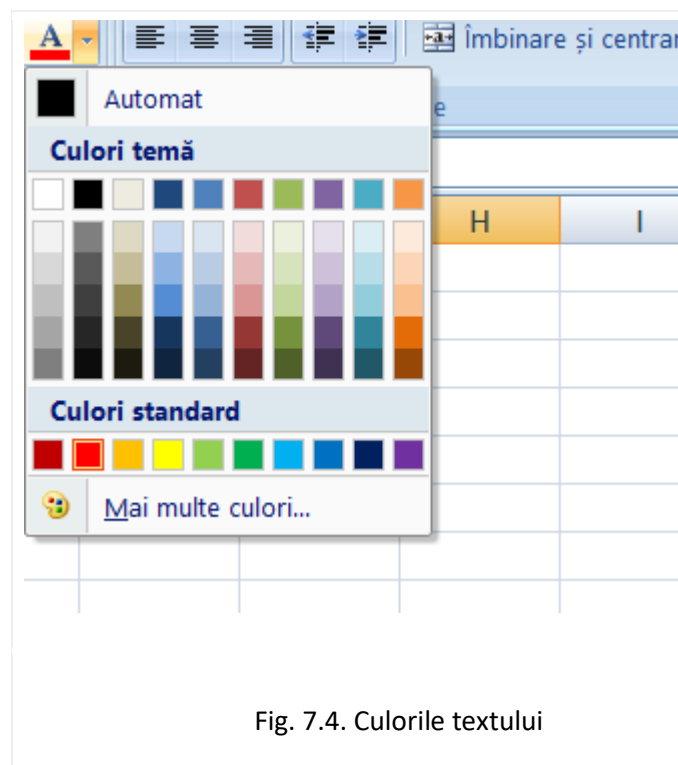 A
Îmbinare și centrar
Automat
e
Culori temă
H I
Culori standard
Mai multe culori...
Fig. 7.4. Culorile textului